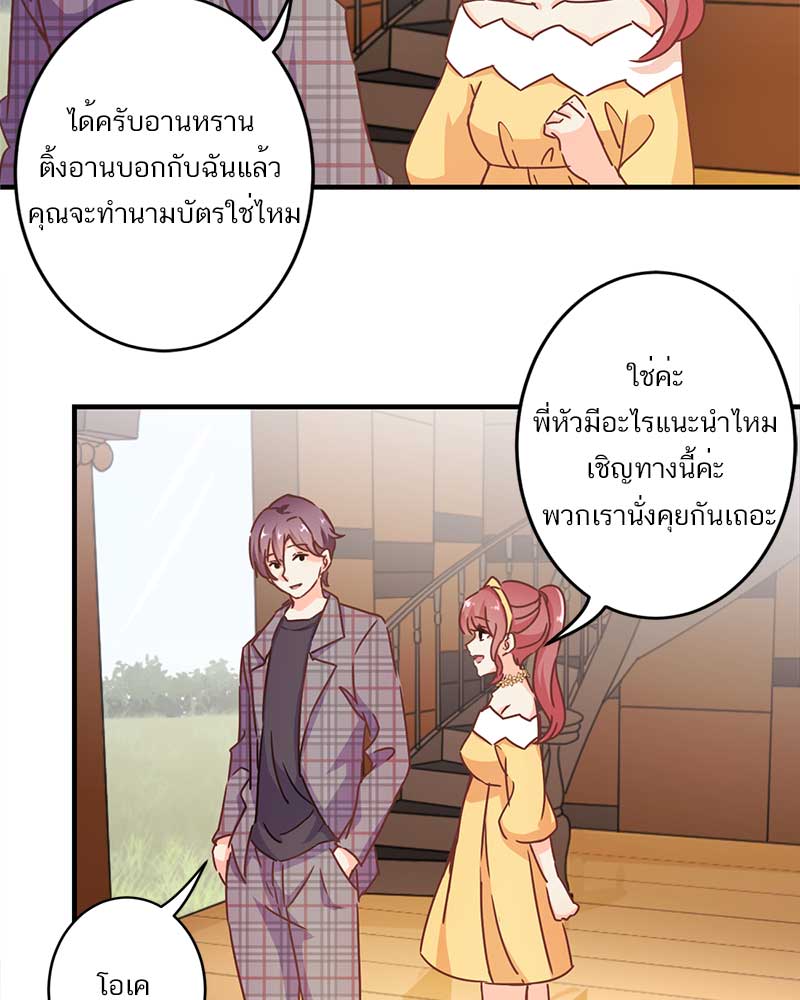 ได้ครับอานหราน
ติ้งอานบอกกับฉันแล้ว
คุณจะทำนามบัตรใช่ไหม
ใช่ค่ะ
พี่หัวมีอะไรแนะนำไหม
เชิญทางนี้ค่ะ
พวกเรานั่งคุยกันเถอะ
โอเค